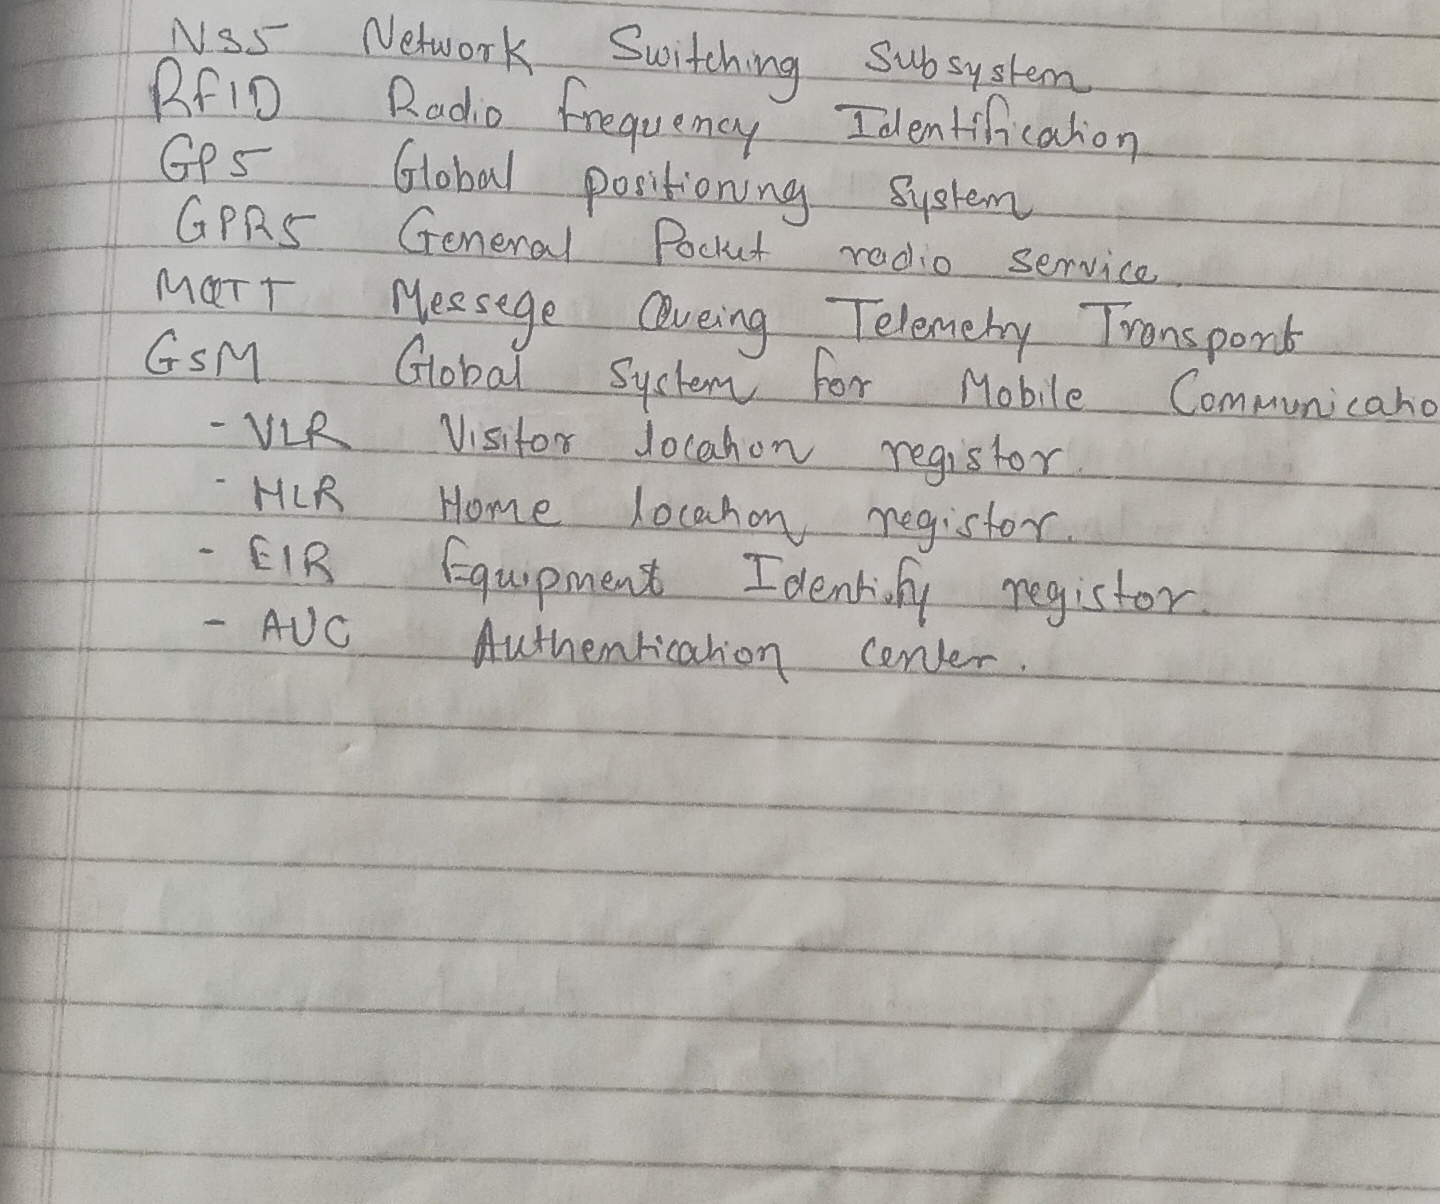 NSS Network Switching Subsystem
RFID Radio frequency Identification
GPS Global positioning System
GPRS General Pocket radio service.
MQTT Messege Queing Telemetry Transport
GSM Global System for Mobile Communicatio
- VLR Visitor location registor.
- HLR Home location registor.
- EIR Equipment Identify registor.
- AUC Authentication center.